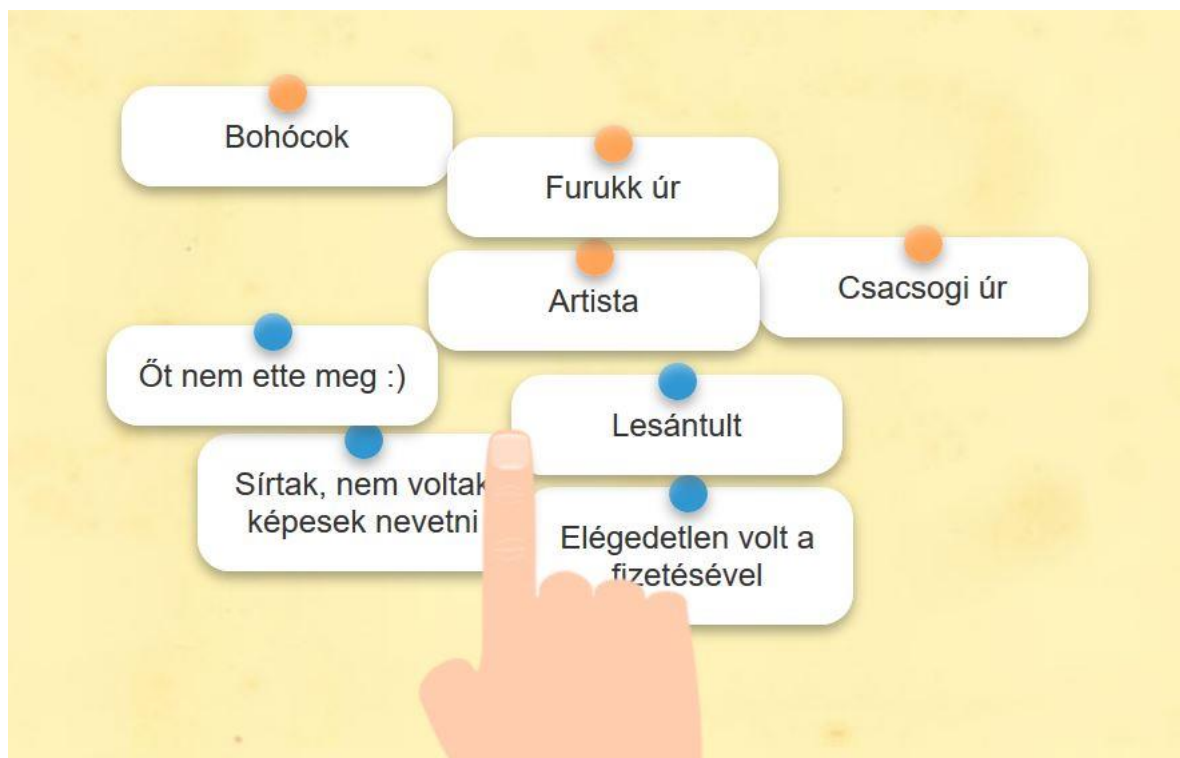 Bohócok
Furukk úr
Artista
Csacsogi úr
Őt nem ette meg :)
Lesántult
Sírtak, nem voltak
képesek nevetni
Elégedetlen volt a
fizetésével